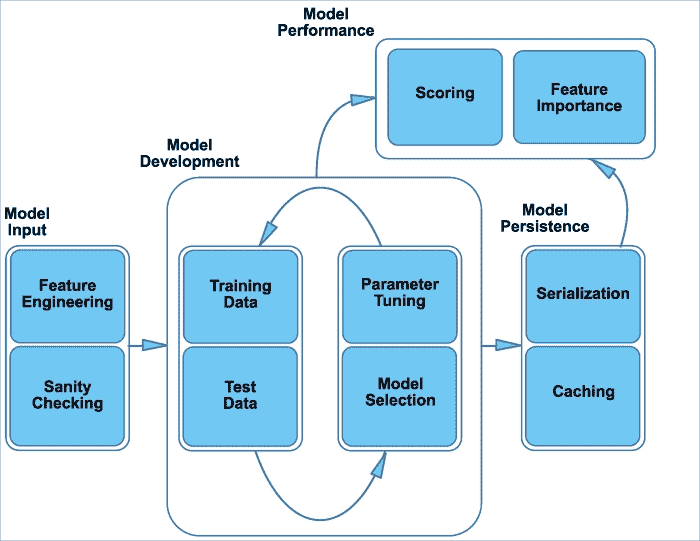 Model
Performance
Scoring
Feature
Importance
Model
Development
Model
Input
Feature
Engineering
Sanity
Checking
Training
Data
Test
Data
Parameter
Tuning
Model
Selection
Model
Persistence
Serialization
Caching